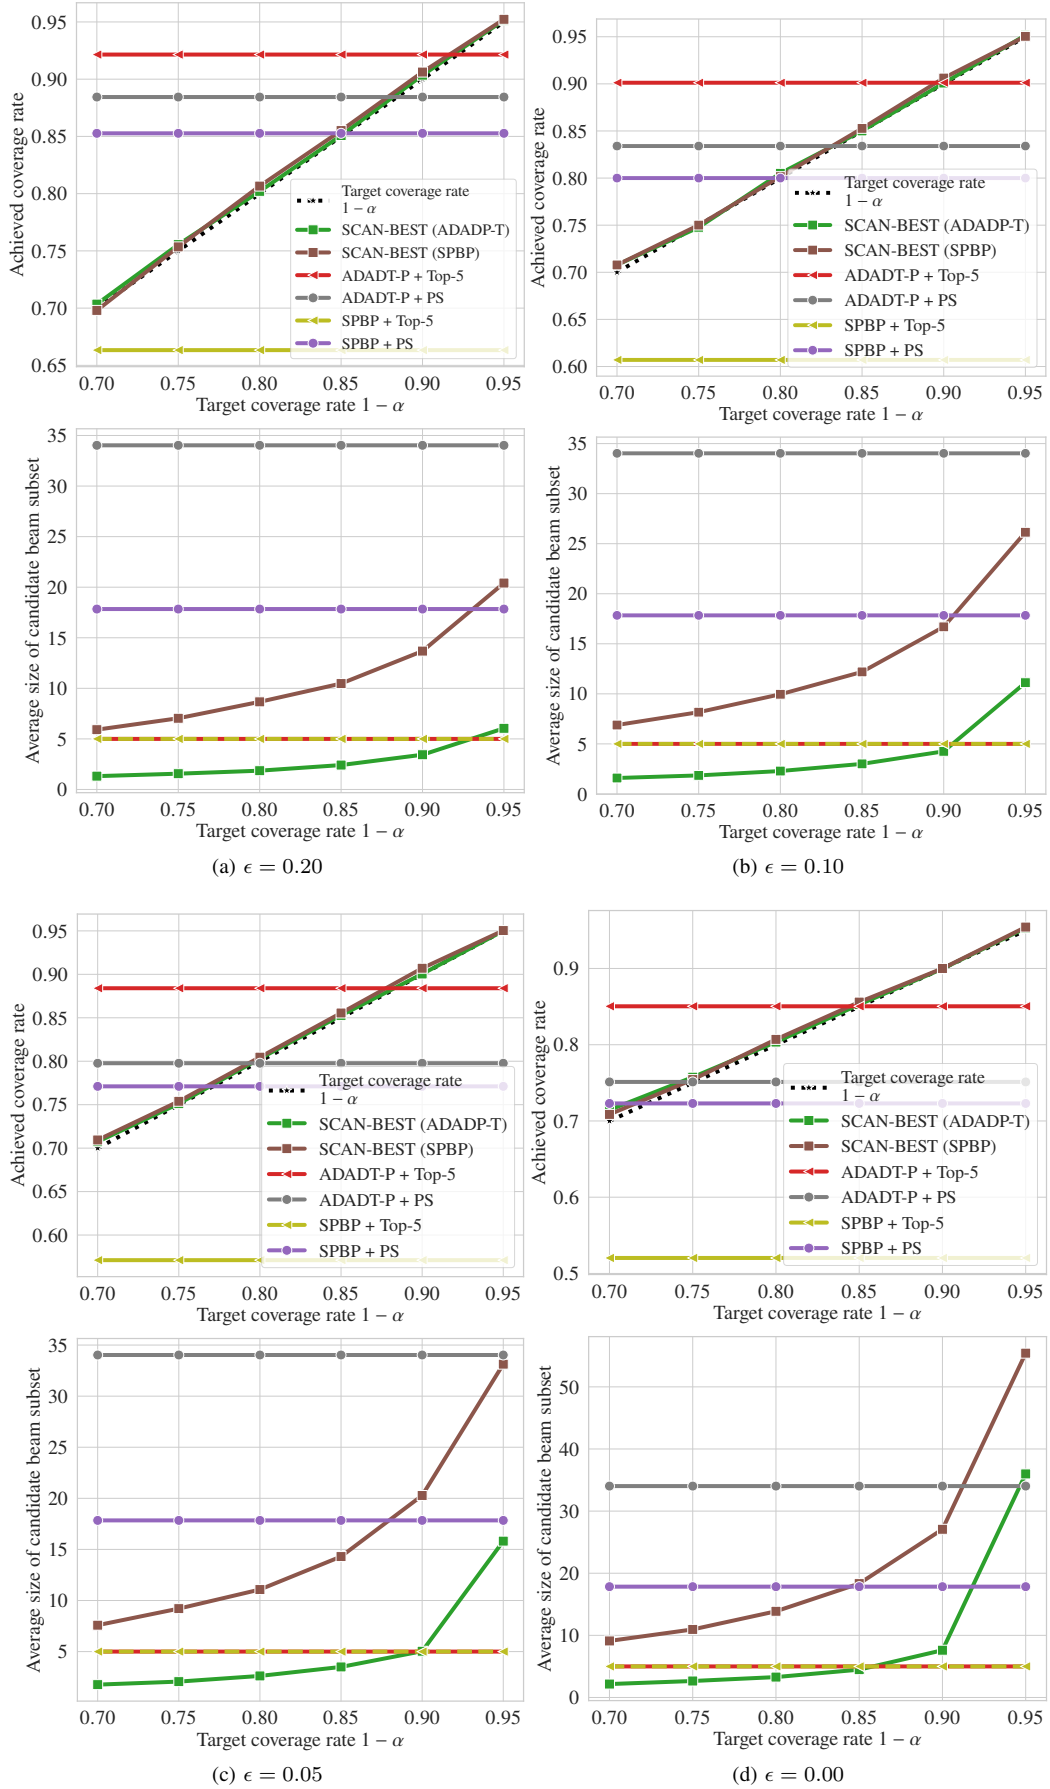 0.95
0.90
0.85
0.80
0.75
0.70
0.65
Achieved coverage rate
Target coverage rate
1 − α
SCAN-BEST (ADADP-T)
SCAN-BEST (SPBP)
ADADT-P + Top-5
ADADT-P + PS
SPBP + Top-5
SPBP + PS
0.70 0.75 0.80 0.85 0.90 0.95
Target coverage rate 1 − α
0.95
0.90
0.85
0.80
0.75
0.70
0.65
0.60
Achieved coverage rate
Target coverage rate
1 − α
SCAN-BEST (ADADP-T)
SCAN-BEST (SPBP)
ADADT-P + Top-5
ADADT-P + PS
SPBP + Top-5
SPBP + PS
0.70 0.75 0.80 0.85 0.90 0.95
Target coverage rate 1 − α
35
30
25
20
15
10
5
0
Average size of candidate beam subset
0.70 0.75 0.80 0.85 0.90 0.95
Target coverage rate 1 − α
(a) ϵ = 0.20
35
30
25
20
15
10
5
0
Average size of candidate beam subset
0.70 0.75 0.80 0.85 0.90 0.95
Target coverage rate 1 − α
(b) ϵ = 0.10
0.95
0.90
0.85
0.80
0.75
0.70
0.65
0.60
Achieved coverage rate
Target coverage rate
1 − α
SCAN-BEST (ADADP-T)
SCAN-BEST (SPBP)
ADADT-P + Top-5
ADADT-P + PS
SPBP + Top-5
SPBP + PS
0.70 0.75 0.80 0.85 0.90 0.95
Target coverage rate 1 − α
0.9
0.8
0.7
0.6
0.5
Achieved coverage rate
Target coverage rate
1 − α
SCAN-BEST (ADADP-T)
SCAN-BEST (SPBP)
ADADT-P + Top-5
ADADT-P + PS
SPBP + Top-5
SPBP + PS
0.70 0.75 0.80 0.85 0.90 0.95
Target coverage rate 1 − α
35
30
25
20
15
10
5
Average size of candidate beam subset
0.70 0.75 0.80 0.85 0.90 0.95
Target coverage rate 1 − α
(c) ϵ = 0.05
50
40
30
20
10
0
Average size of candidate beam subset
0.70 0.75 0.80 0.85 0.90 0.95
Target coverage rate 1 − α
(d) ϵ = 0.00